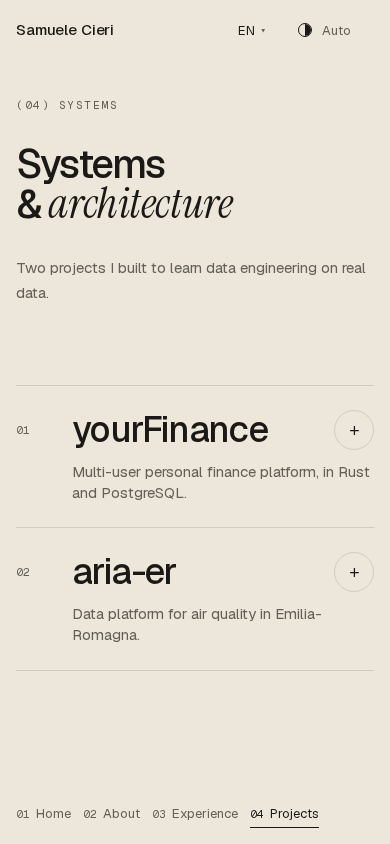 Samuele Cieri
EN ▾
Auto
(04) SYSTEMS
Systems
& architecture
Two projects I built to learn data engineering on real
data.
01
yourFinance
+
Multi-user personal finance platform, in Rust
and PostgreSQL.
02
aria-er
+
Data platform for air quality in Emilia-
Romagna.
01 Home 02 About 03 Experience 04 Projects